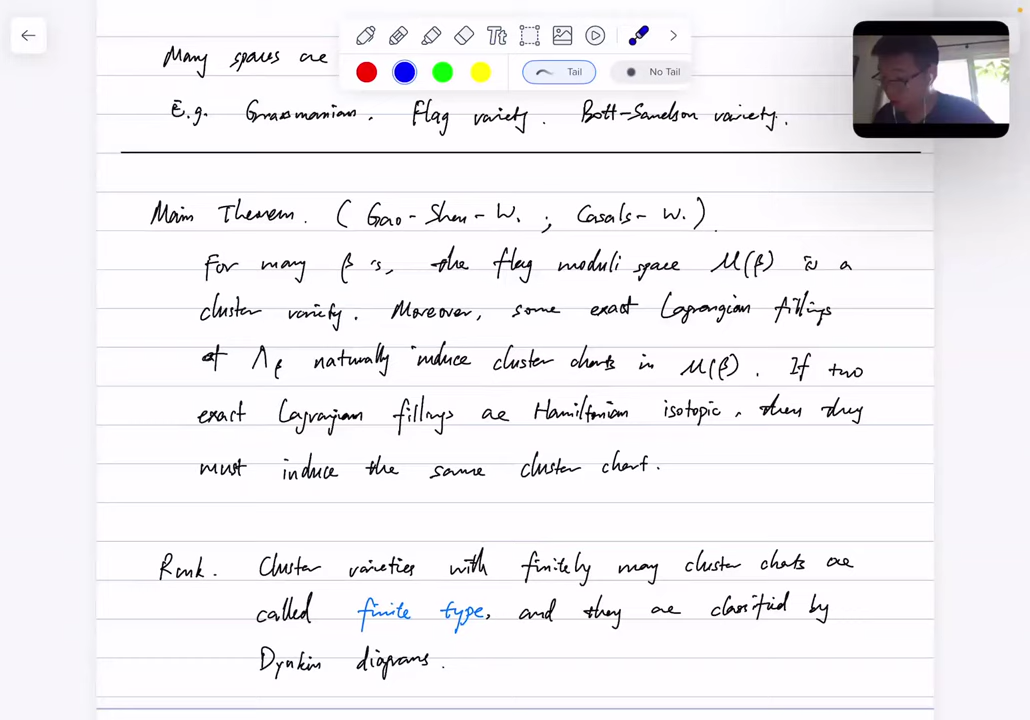 Tt
Tail
No Tail
Many spaces are
E.g. Grassmanian. Flag variety. Bott-Samelson variety.
Main Theorem. (Gao-Shen-W. ; Casals-W.)
For many β's, the flag moduli space M(β) is a
cluster variety. Moreover, some exact Lagrangian fillings
of Λβ naturally induce cluster charts in M(β). If two
exact Lagrangian fillings are Hamiltonian isotopic, then they
must induce the same cluster chart.
Rmk. Cluster varieties with finitely many cluster charts are
called finite type, and they are classified by
Dynkin diagrams.